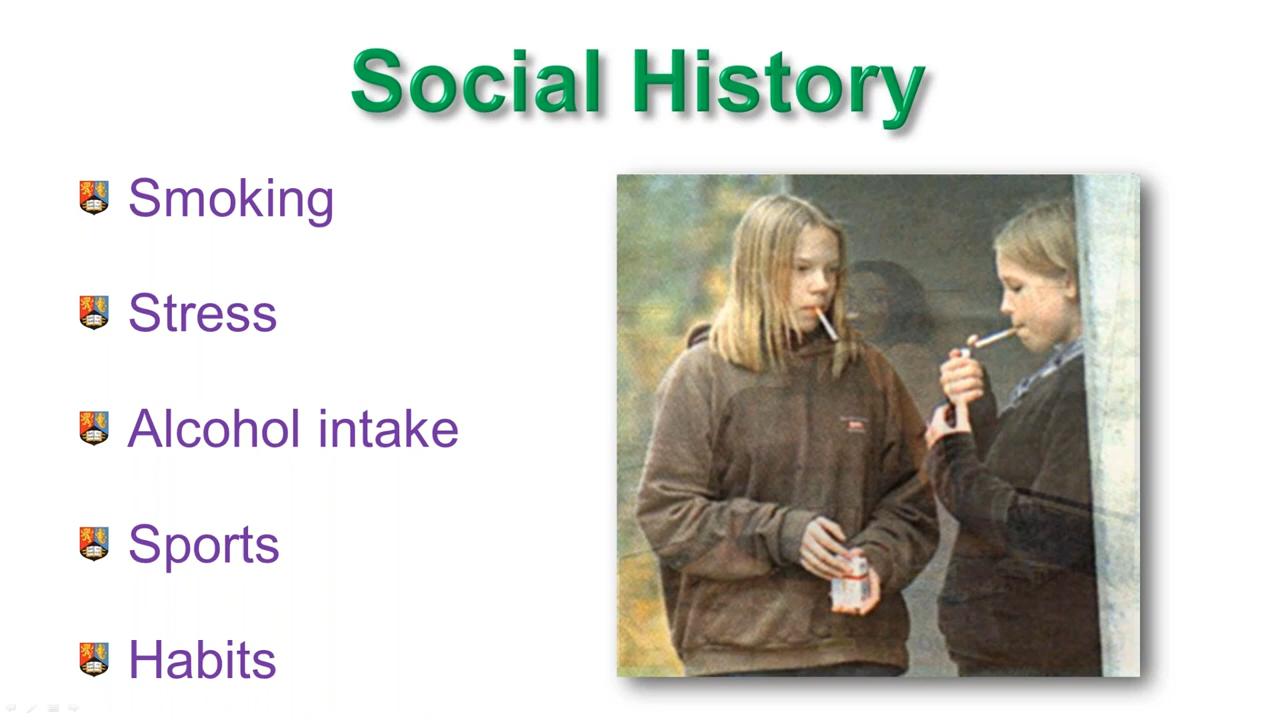 Social History
Smoking
Stress
Alcohol intake
Sports
Habits